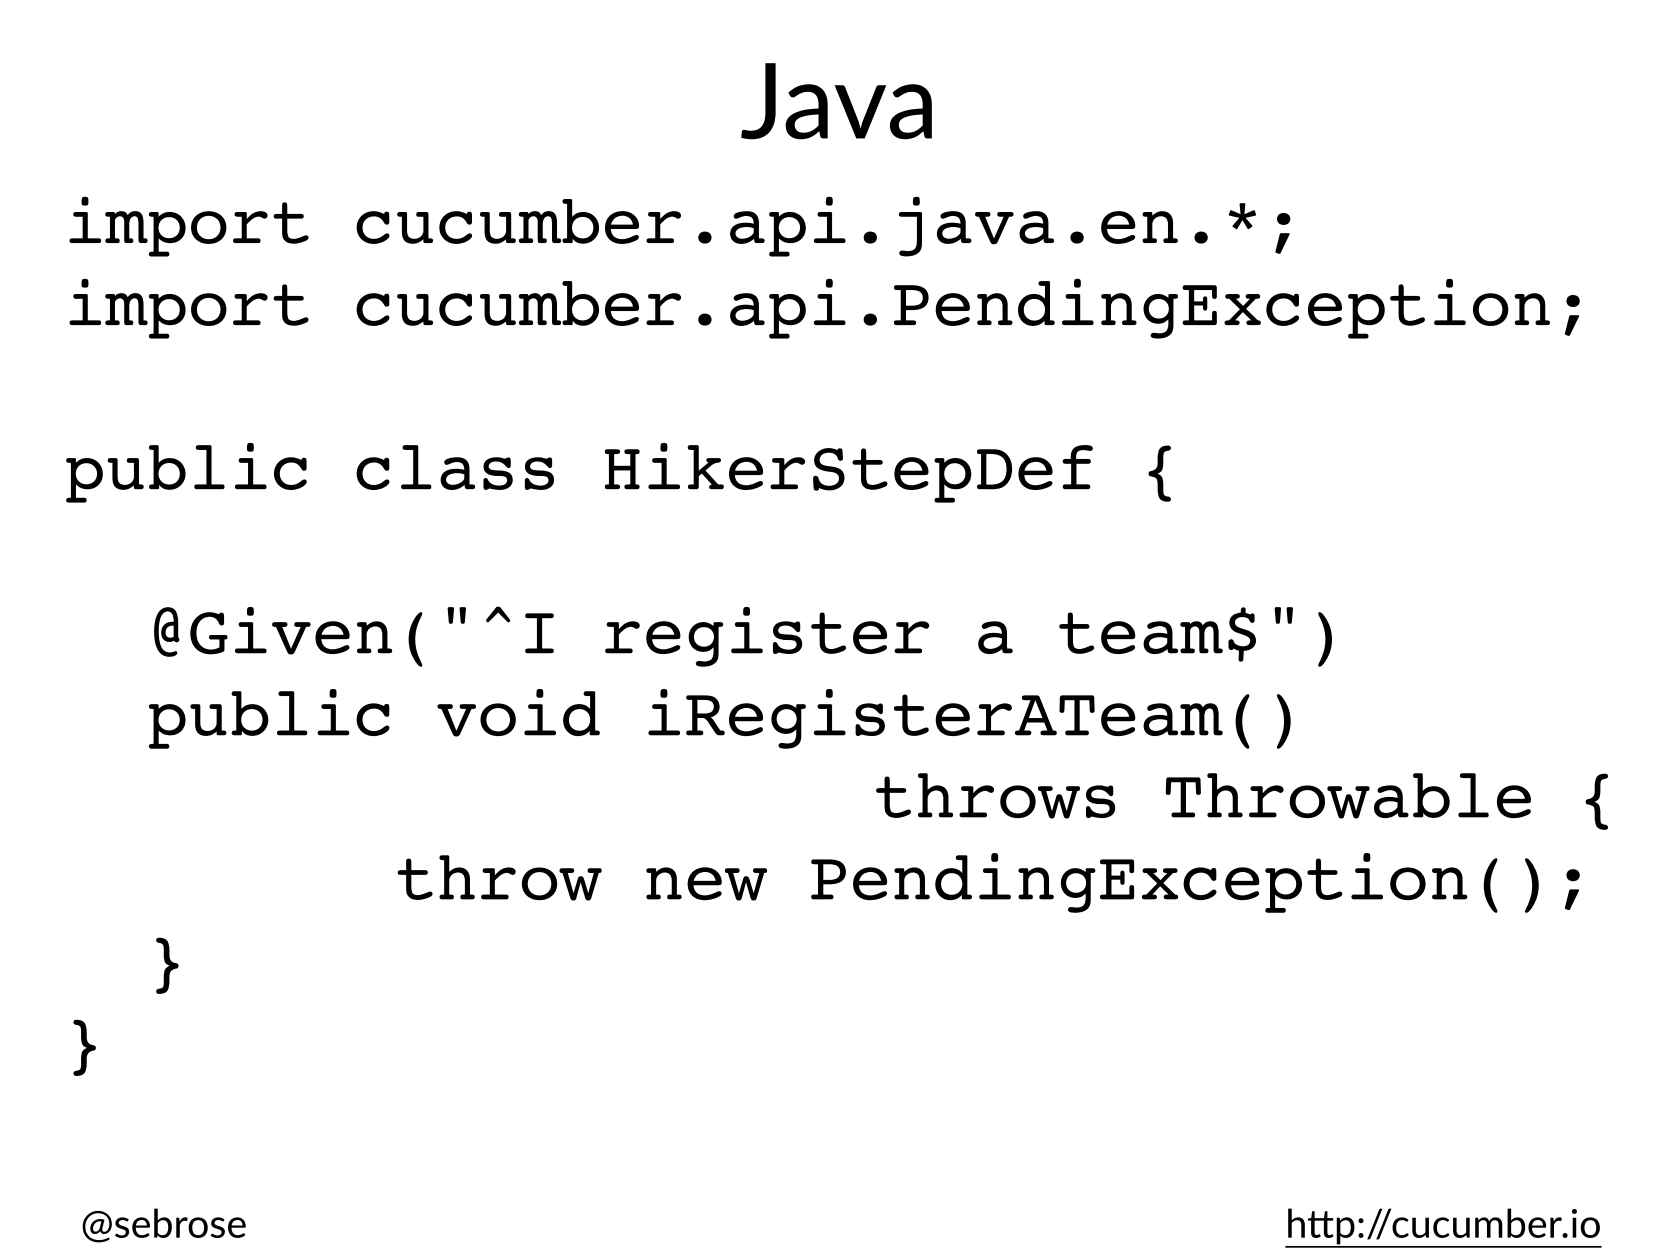 Java
import cucumber.api.java.en.*;
import cucumber.api.PendingException;
public class HikerStepDef {
@Given("^I register a team$")
public void iRegisterATeam()
throws Throwable {
throw new PendingException();
}
}
@sebrose
http://cucumber.io